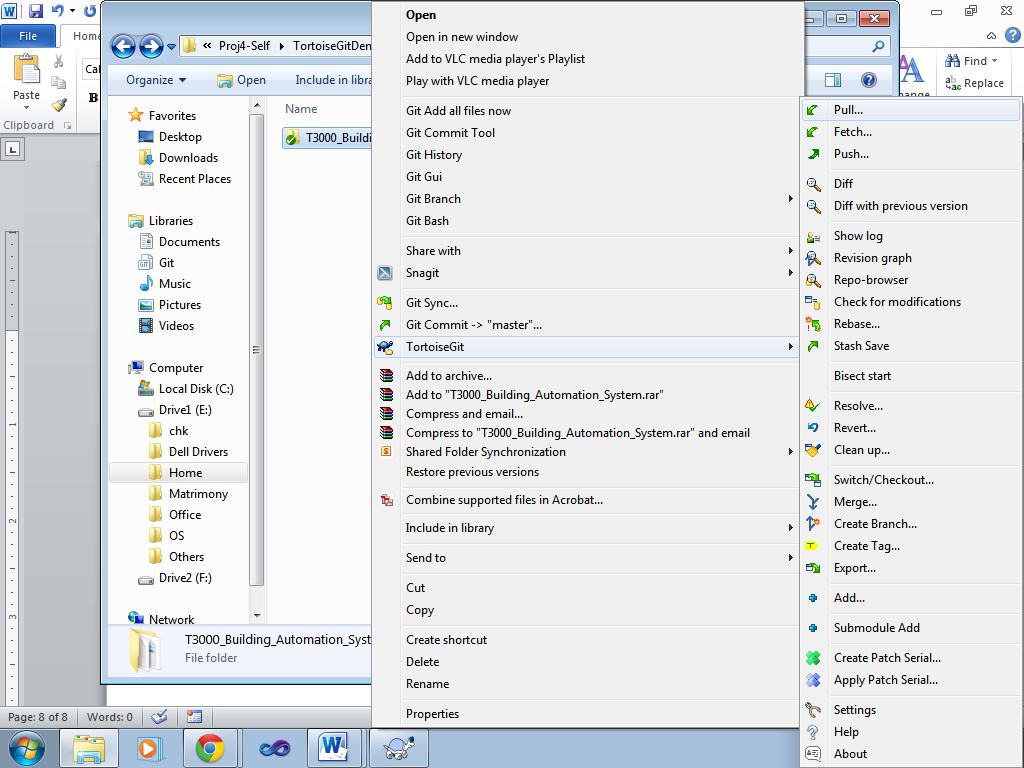 File
Home
Paste
Clipboard
B
Find
Replace
Proj4-Self
Organize
Open
Include in
Favorites
Desktop
Downloads
Recent Places
Libraries
Documents
Git
Music
Pictures
Videos
Computer
Local Disk (C:)
Drive1 (E:)
chk
Dell Drivers
Home
Matrimony
Office
OS
Others
Drive2 (F:)
Network
Name
T3000_Building
T3000_Building_Automation_Syst
File folder
Open
Open in new window
Add to VLC media player's Playlist
Play with VLC media player
Git Add all files now
Git Commit Tool
Git History
Git Gui
Git Branch
Git Bash
Share with
Snagit
Git Sync...
Git Commit -> "master"...
TortoiseGit
Add to archive...
Add to "T3000_Building_Automation_System.rar"
Compress and email...
Compress to "T3000_Building_Automation_System.rar" and email
Shared Folder Synchronization
Restore previous versions
Combine supported files in Acrobat...
Include in library
Send to
Cut
Copy
Create shortcut
Delete
Rename
Properties
Pull...
Fetch...
Push...
Diff
Diff with previous version
Show log
Revision graph
Repo-browser
Check for modifications
Rebase...
Stash Save
Bisect start
Resolve...
Revert...
Clean up...
Switch/Checkout...
Merge...
Create Branch...
Create Tag...
Export...
Add...
Submodule Add
Create Patch Serial...
Apply Patch Serial...
Settings
Help
About
Page: 8 of 8
Words: 0